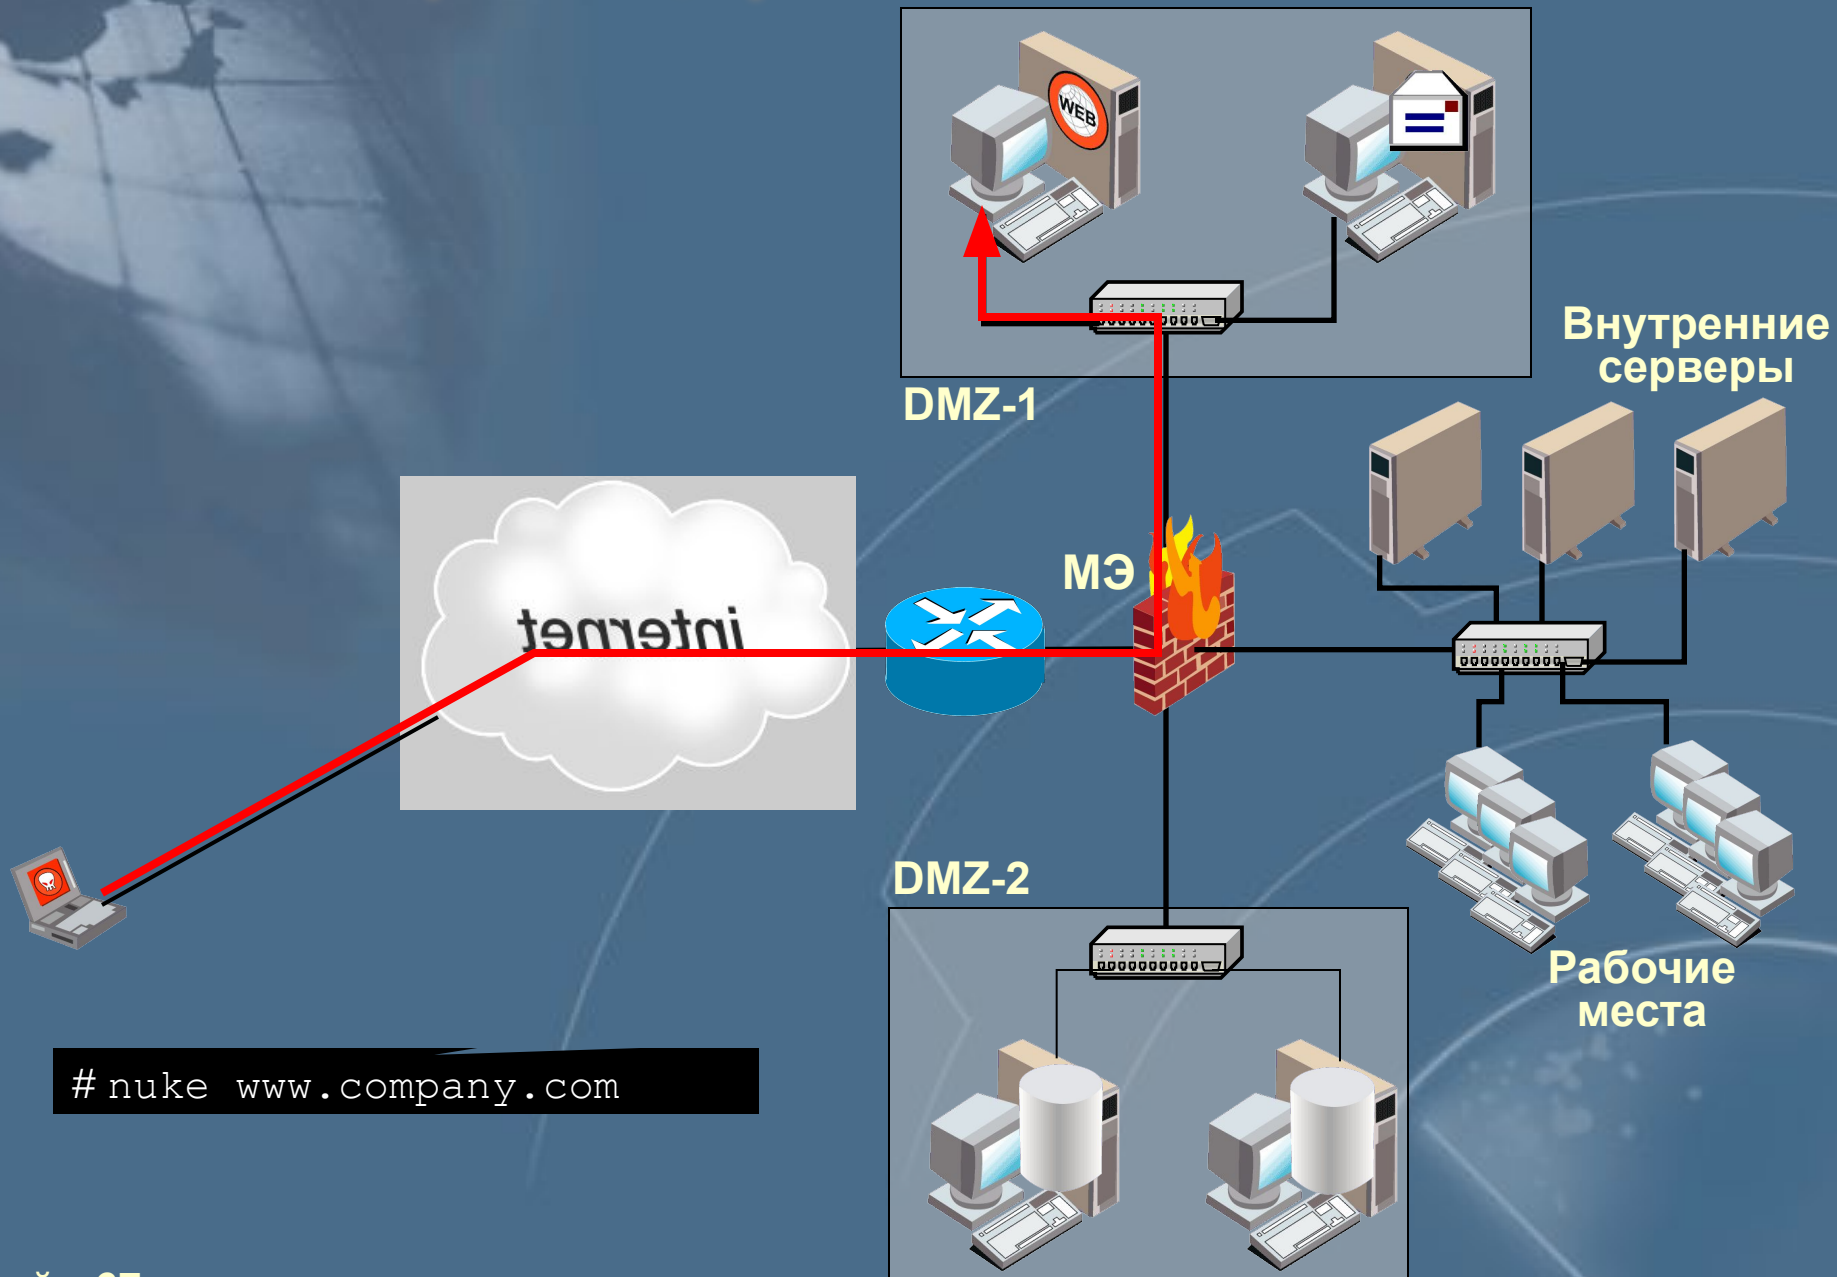 WEB
Внутренние
серверы
DMZ-1
МЭ
internet
DMZ-2
Рабочие
места
# nuke www.company.com